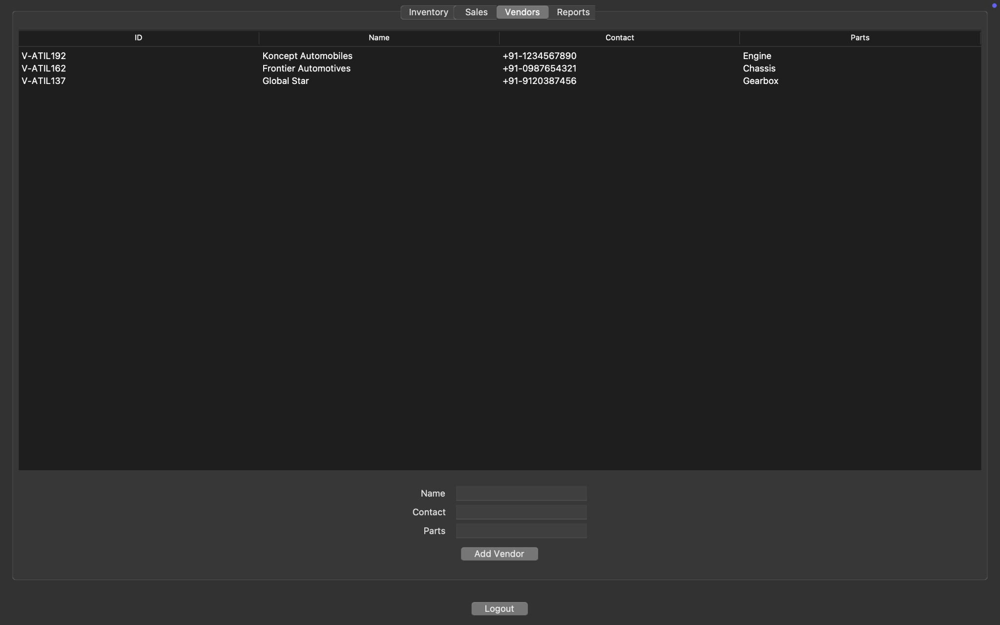 Inventory Sales Vendors Reports
ID Name Contact Parts
V-ATIL192 Koncept Automobiles +91-1234567890 Engine
V-ATIL162 Frontier Automotives +91-0987654321 Chassis
V-ATIL137 Global Star +91-9120387456 Gearbox
Name
Contact
Parts
Add Vendor
Logout